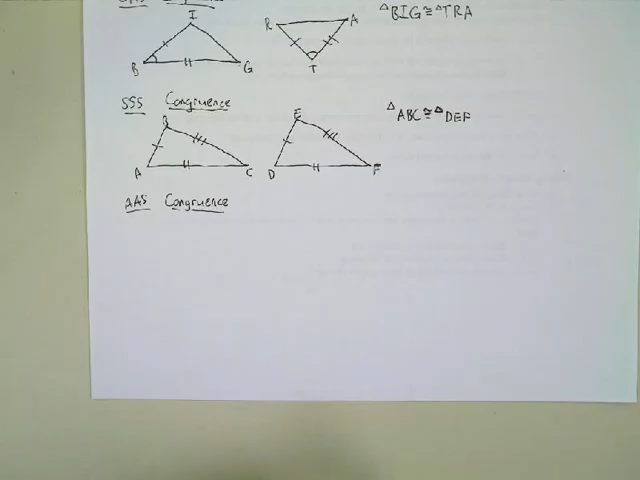 I
R
A
△BIG≅△TRA
B
G
T
SSS Congruence
B
E
△ABC≅△DEF
A
C
D
F
AAS Congruence